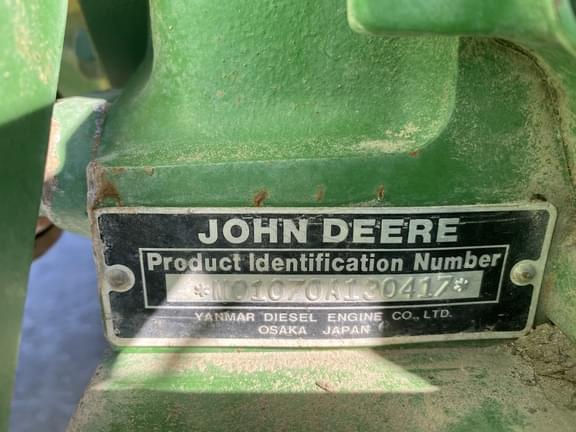 JOHN DEERE
Product Identification Number
*M01070A130417*
YANMAR DIESEL ENGINE CO., LTD.
OSAKA JAPAN